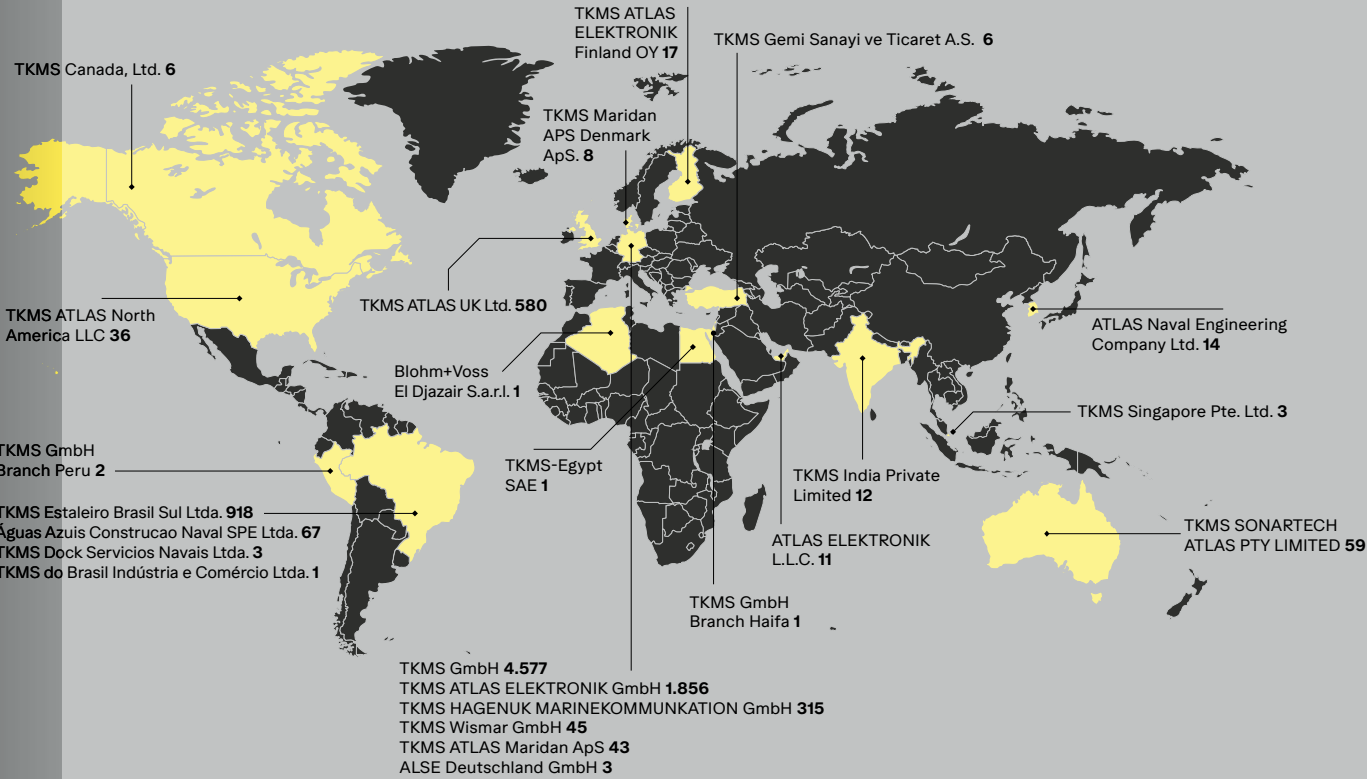 TKMS ATLAS
ELEKTRONIK
Finland OY 17
TKMS Gemi Sanayi ve Ticaret A.S. 6
TKMS Canada, Ltd. 6
TKMS Maridan
APS Denmark
ApS. 8
TKMS ATLAS UK Ltd. 580
TKMS ATLAS North
America LLC 36
ATLAS Naval Engineering
Company Ltd. 14
Blohm+Voss
El Djazair S.a.r.l. 1
TKMS Singapore Pte. Ltd. 3
TKMS GmbH
Branch Peru 2
TKMS-Egypt
SAE 1
TKMS India Private
Limited 12
TKMS Estaleiro Brasil Sul Ltda. 918
Águas Azuis Construcao Naval SPE Ltda. 67
TKMS Dock Servicios Navais Ltda. 3
TKMS do Brasil Indústria e Comércio Ltda. 1
ATLAS ELEKTRONIK
L.L.C. 11
TKMS SONARTECH
ATLAS PTY LIMITED 59
TKMS GmbH
Branch Haifa 1
TKMS GmbH 4.577
TKMS ATLAS ELEKTRONIK GmbH 1.856
TKMS HAGENUK MARINEKOMMUNKATION GmbH 315
TKMS Wismar GmbH 45
TKMS ATLAS Maridan ApS 43
ALSE Deutschland GmbH 3